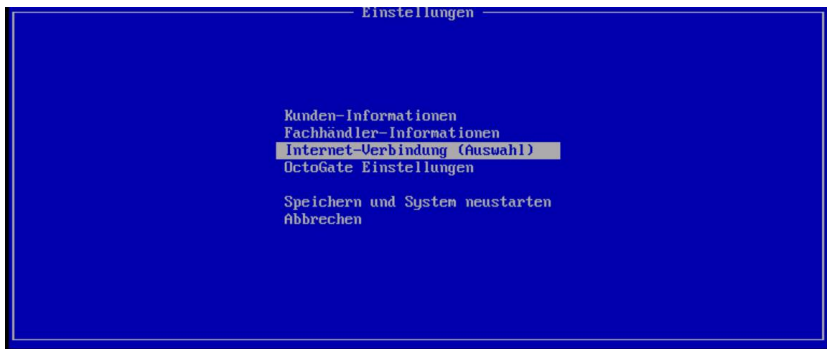 Einstellungen
Kunden-Informationen
Fachhändler-Informationen
Internet-Verbindung (Auswahl)
OctoGate Einstellungen
Speichern und System neustarten
Abbrechen